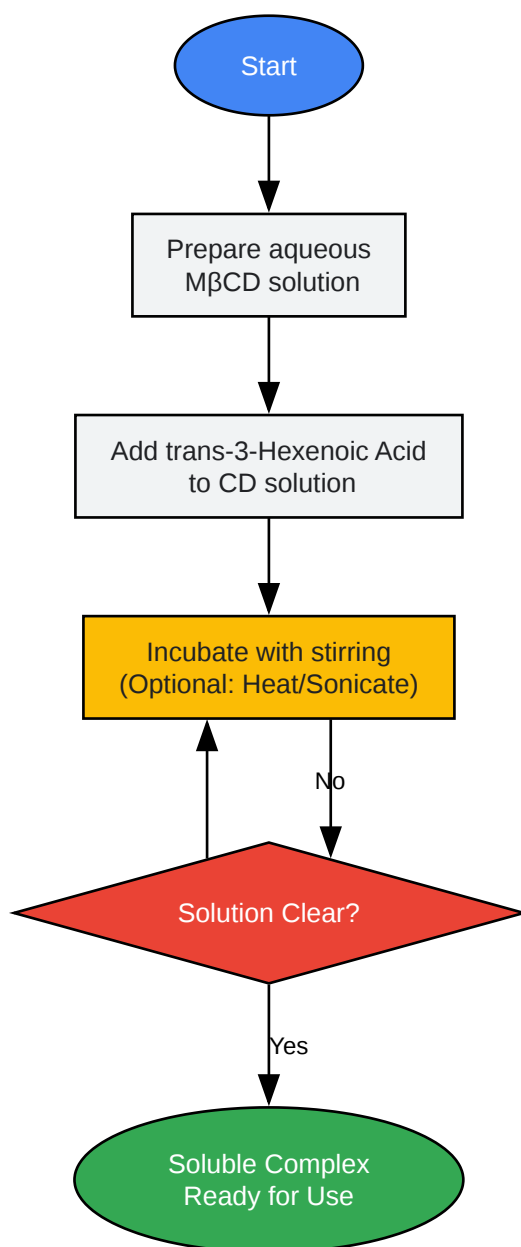 Start
Prepare aqueous
MβCD solution
Add trans-3-Hexenoic Acid
to CD solution
Incubate with stirring
(Optional: Heat/Sonicate)
No
Solution Clear?
Yes
Soluble Complex
Ready for Use